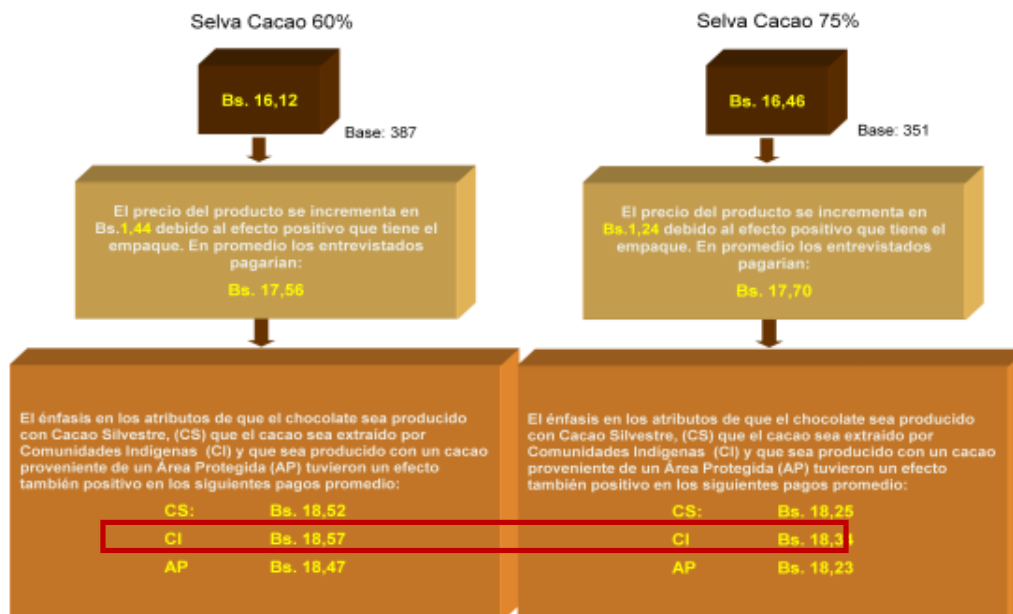 Selva Cacao 60%
Bs. 16,12
Base: 387
El precio del producto se incrementa en
Bs.1,44 debido al efecto positivo que tiene el
empaque. En promedio los entrevistados
pagarían:
Bs. 17,56
El énfasis en los atributos de que el chocolate sea producido
con Cacao Silvestre, (CS) que el cacao sea extraído por
Comunidades Indígenas (CI) y que sea producido con un cacao
proveniente de un Área Protegida (AP) tuvieron un efecto
también positivo en los siguientes pagos promedio:
CS: Bs. 18,52
CI Bs. 18,57
AP Bs. 18,47
Selva Cacao 75%
Bs. 16,46
Base: 351
El precio del producto se incrementa en
Bs.1,24 debido al efecto positivo que tiene el
empaque. En promedio los entrevistados
pagarían:
Bs. 17,70
El énfasis en los atributos de que el chocolate sea producido
con Cacao Silvestre, (CS) que el cacao sea extraído por
Comunidades Indígenas (CI) y que sea producido con un cacao
proveniente de un Área Protegida (AP) tuvieron un efecto
también positivo en los siguientes pagos promedio:
CS: Bs. 18,25
CI Bs. 18,34
AP Bs. 18,23